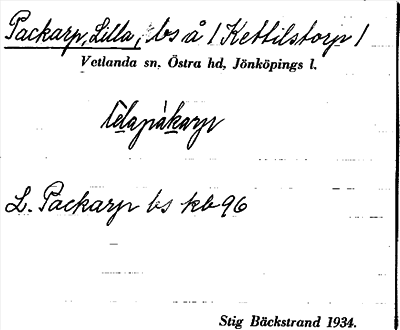 Packarp, Lilla, bs å / Kettilstorp /
Vetlanda sn, Östra hd, Jönköpings l.
L. Packarp bs kb 96
Stig Bäckstrand 1934.